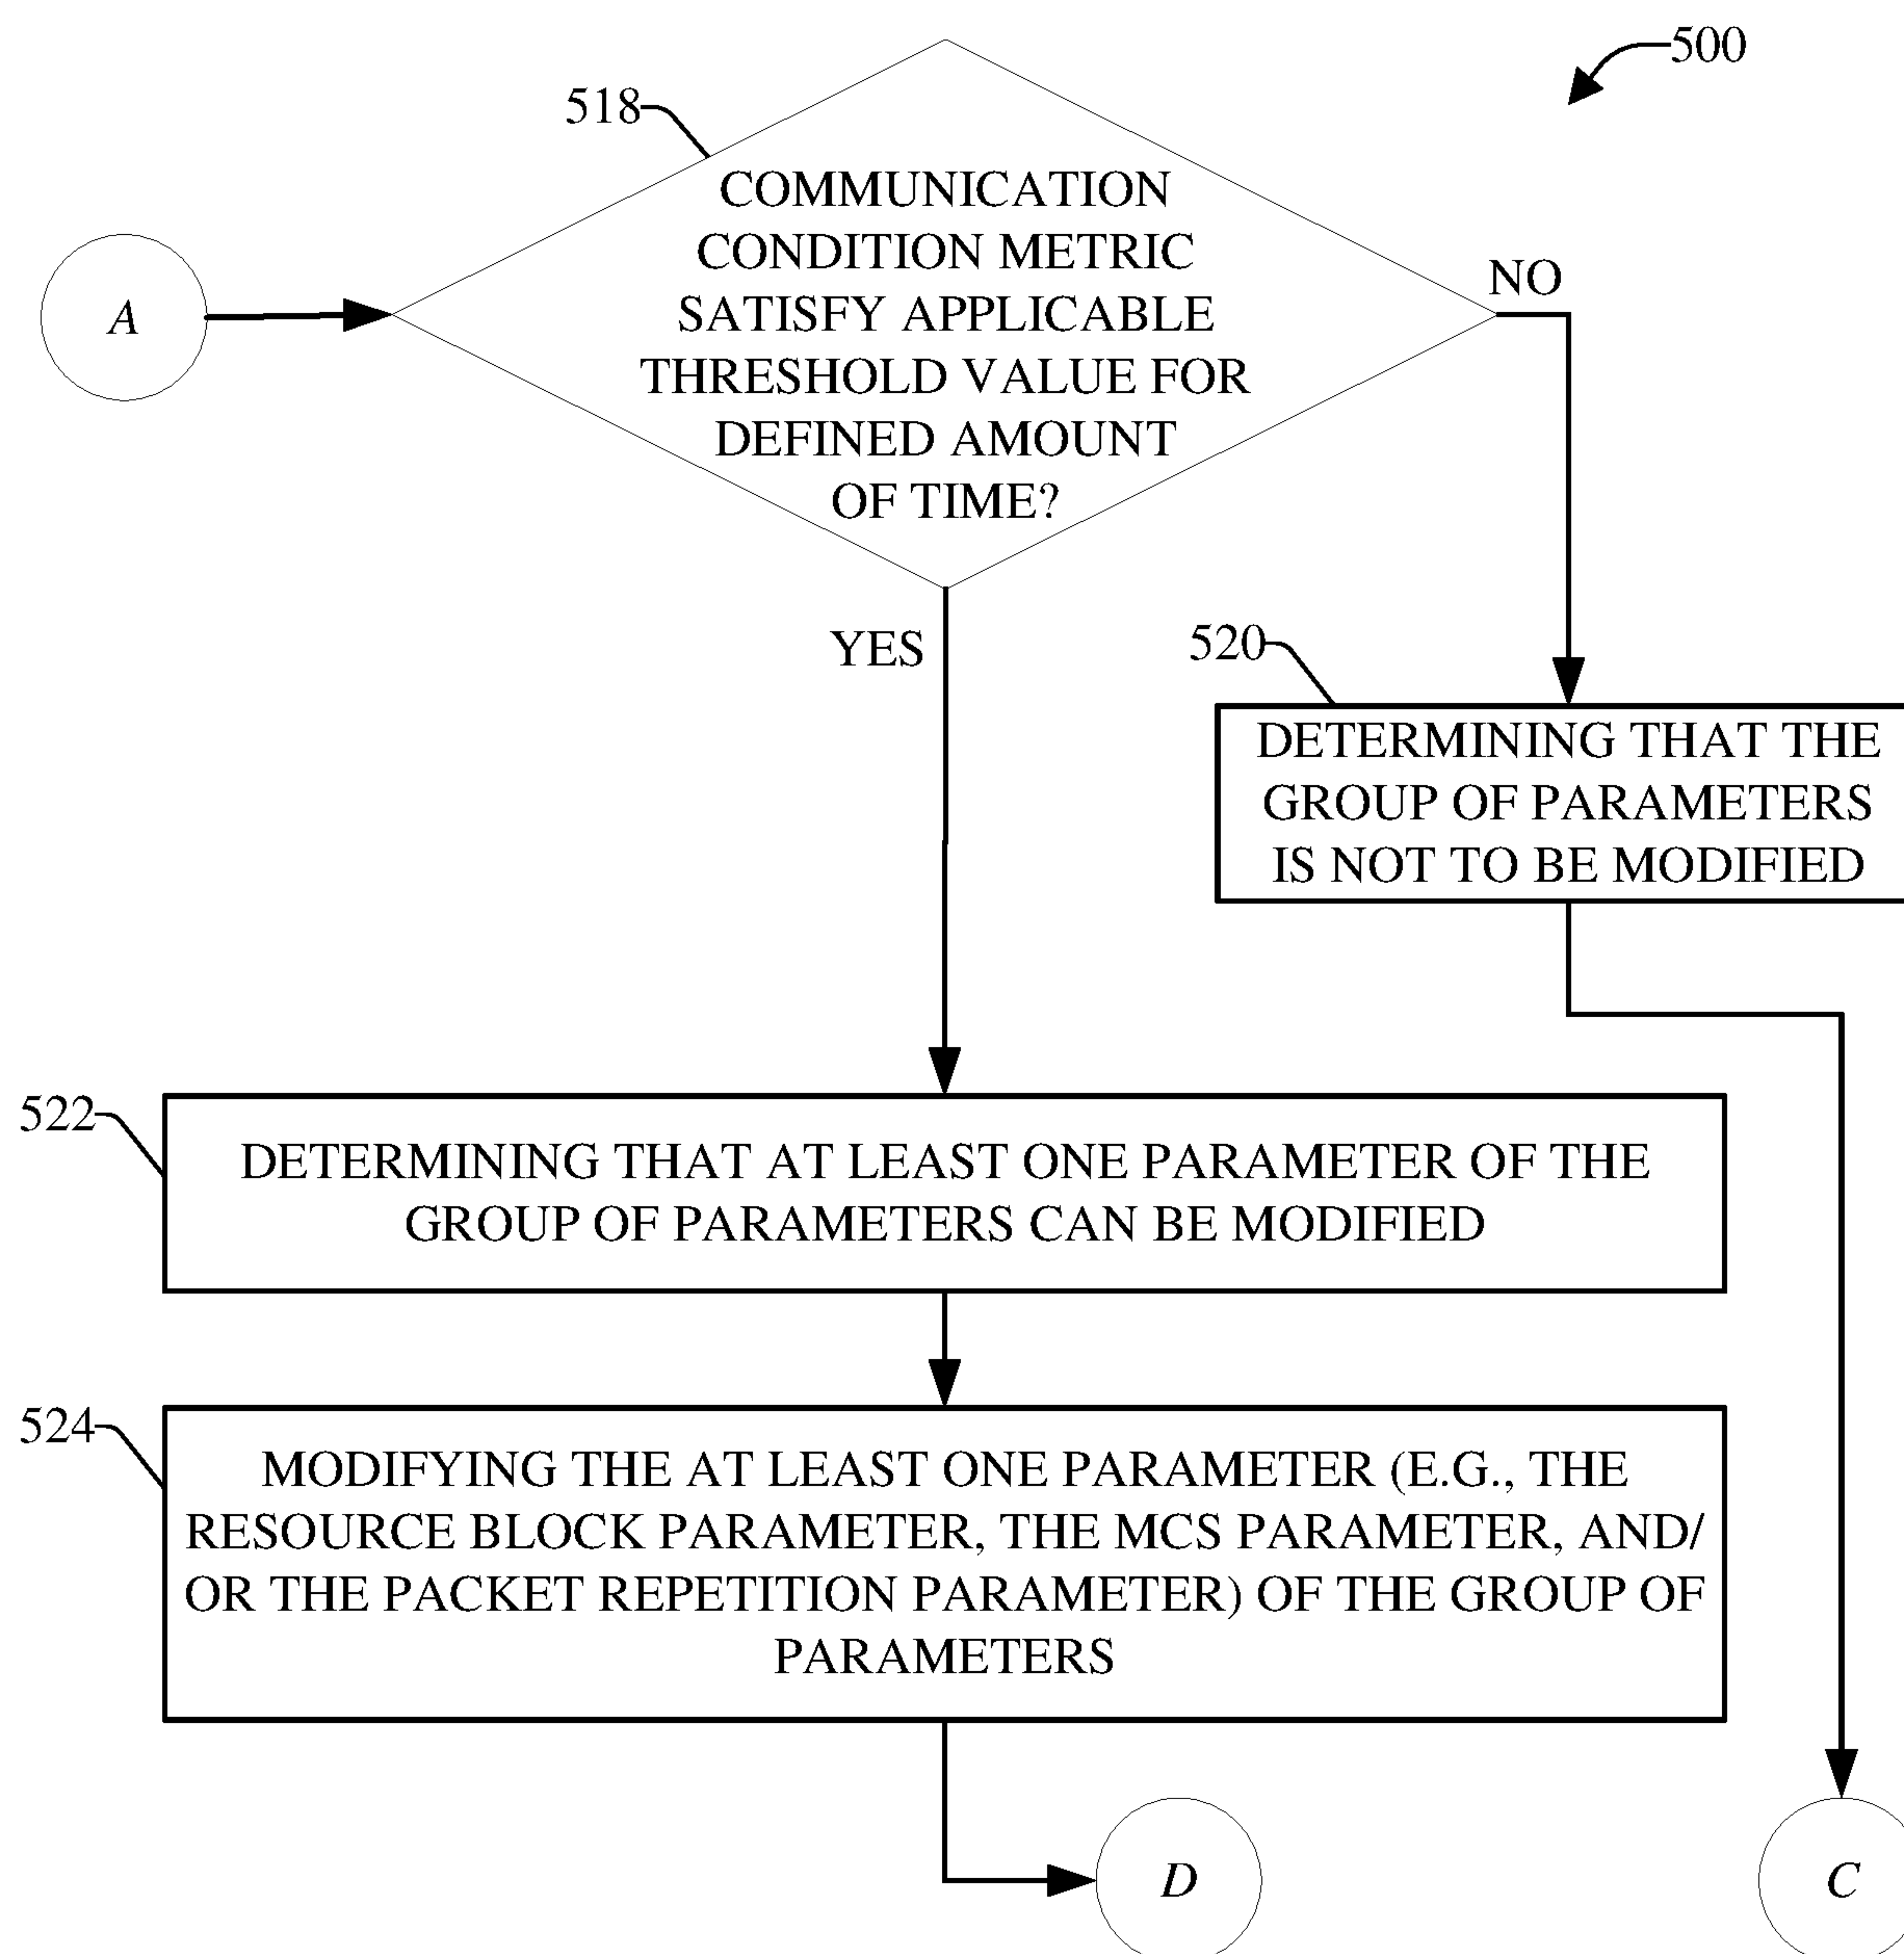 500
518
COMMUNICATION
CONDITION METRIC
SATISFY APPLICABLE
THRESHOLD VALUE FOR
DEFINED AMOUNT
OF TIME?
A
NO
YES
520
DETERMINING THAT THE
GROUP OF PARAMETERS
IS NOT TO BE MODIFIED
522
DETERMINING THAT AT LEAST ONE PARAMETER OF THE
GROUP OF PARAMETERS CAN BE MODIFIED
524
MODIFYING THE AT LEAST ONE PARAMETER (E.G., THE
RESOURCE BLOCK PARAMETER, THE MCS PARAMETER, AND/
OR THE PACKET REPETITION PARAMETER) OF THE GROUP OF
PARAMETERS
D
C